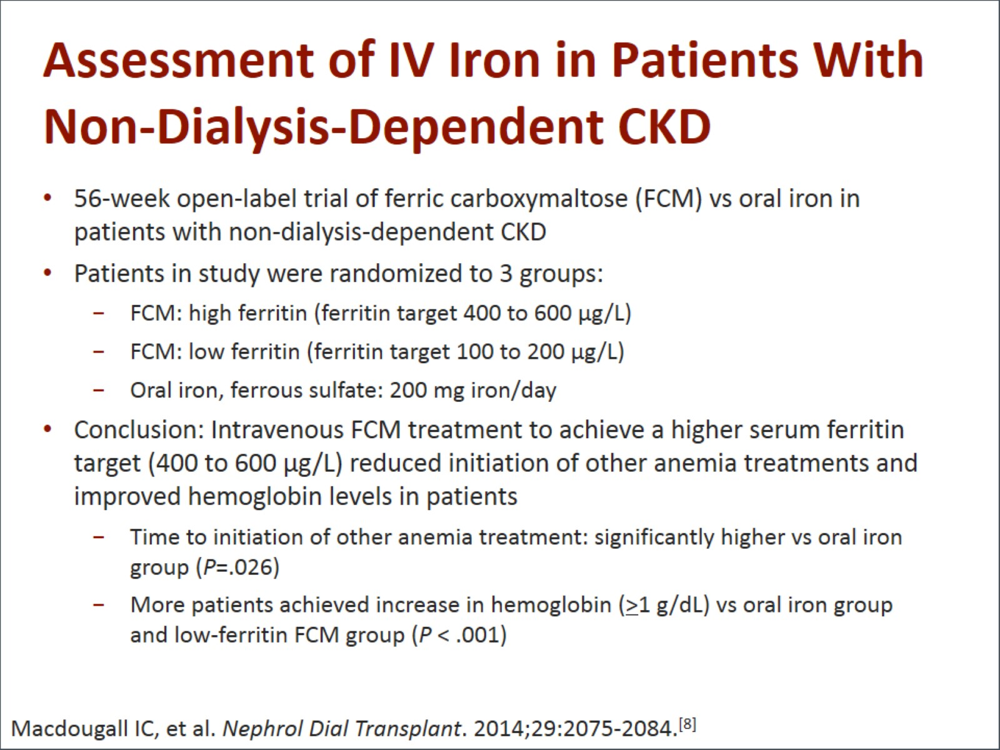 Assessment of IV Iron in Patients With
Non-Dialysis-Dependent CKD
• 56-week open-label trial of ferric carboxymaltose (FCM) vs oral iron in
patients with non-dialysis-dependent CKD
• Patients in study were randomized to 3 groups:
– FCM: high ferritin (ferritin target 400 to 600 µg/L)
– FCM: low ferritin (ferritin target 100 to 200 µg/L)
– Oral iron, ferrous sulfate: 200 mg iron/day
• Conclusion: Intravenous FCM treatment to achieve a higher serum ferritin
target (400 to 600 µg/L) reduced initiation of other anemia treatments and
improved hemoglobin levels in patients
– Time to initiation of other anemia treatment: significantly higher vs oral iron
group (P=.026)
– More patients achieved increase in hemoglobin (≥1 g/dL) vs oral iron group
and low-ferritin FCM group (P < .001)
Macdougall IC, et al. Nephrol Dial Transplant. 2014;29:2075-2084.[8]